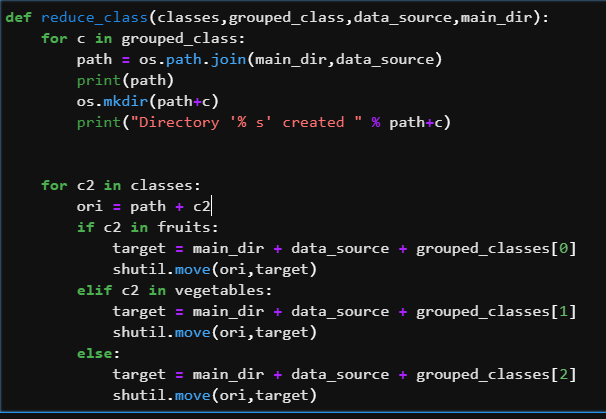 def reduce_class(classes,grouped_class,data_source,main_dir):
    for c in grouped_class:
        path = os.path.join(main_dir,data_source)
        print(path)
        os.mkdir(path+c)
        print("Directory '% s' created " % path+c)
    for c2 in classes:
        ori = path + c2
        if c2 in fruits:
            target = main_dir + data_source + grouped_classes[0]
            shutil.move(ori,target)
        elif c2 in vegetables:
            target = main_dir + data_source + grouped_classes[1]
            shutil.move(ori,target)
        else:
            target = main_dir + data_source + grouped_classes[2]
            shutil.move(ori,target)